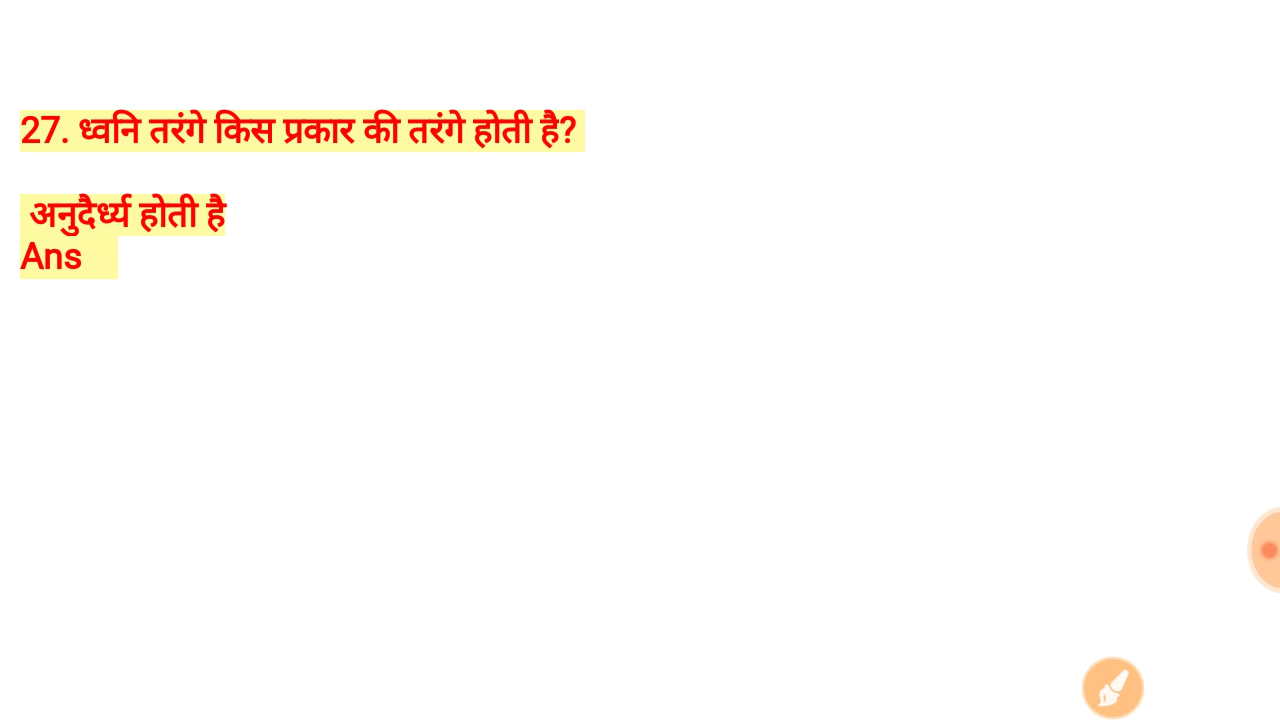 27. ध्वनि तरंगे किस प्रकार की तरंगे होती है?
अनुदैर्ध्य होती है
Ans